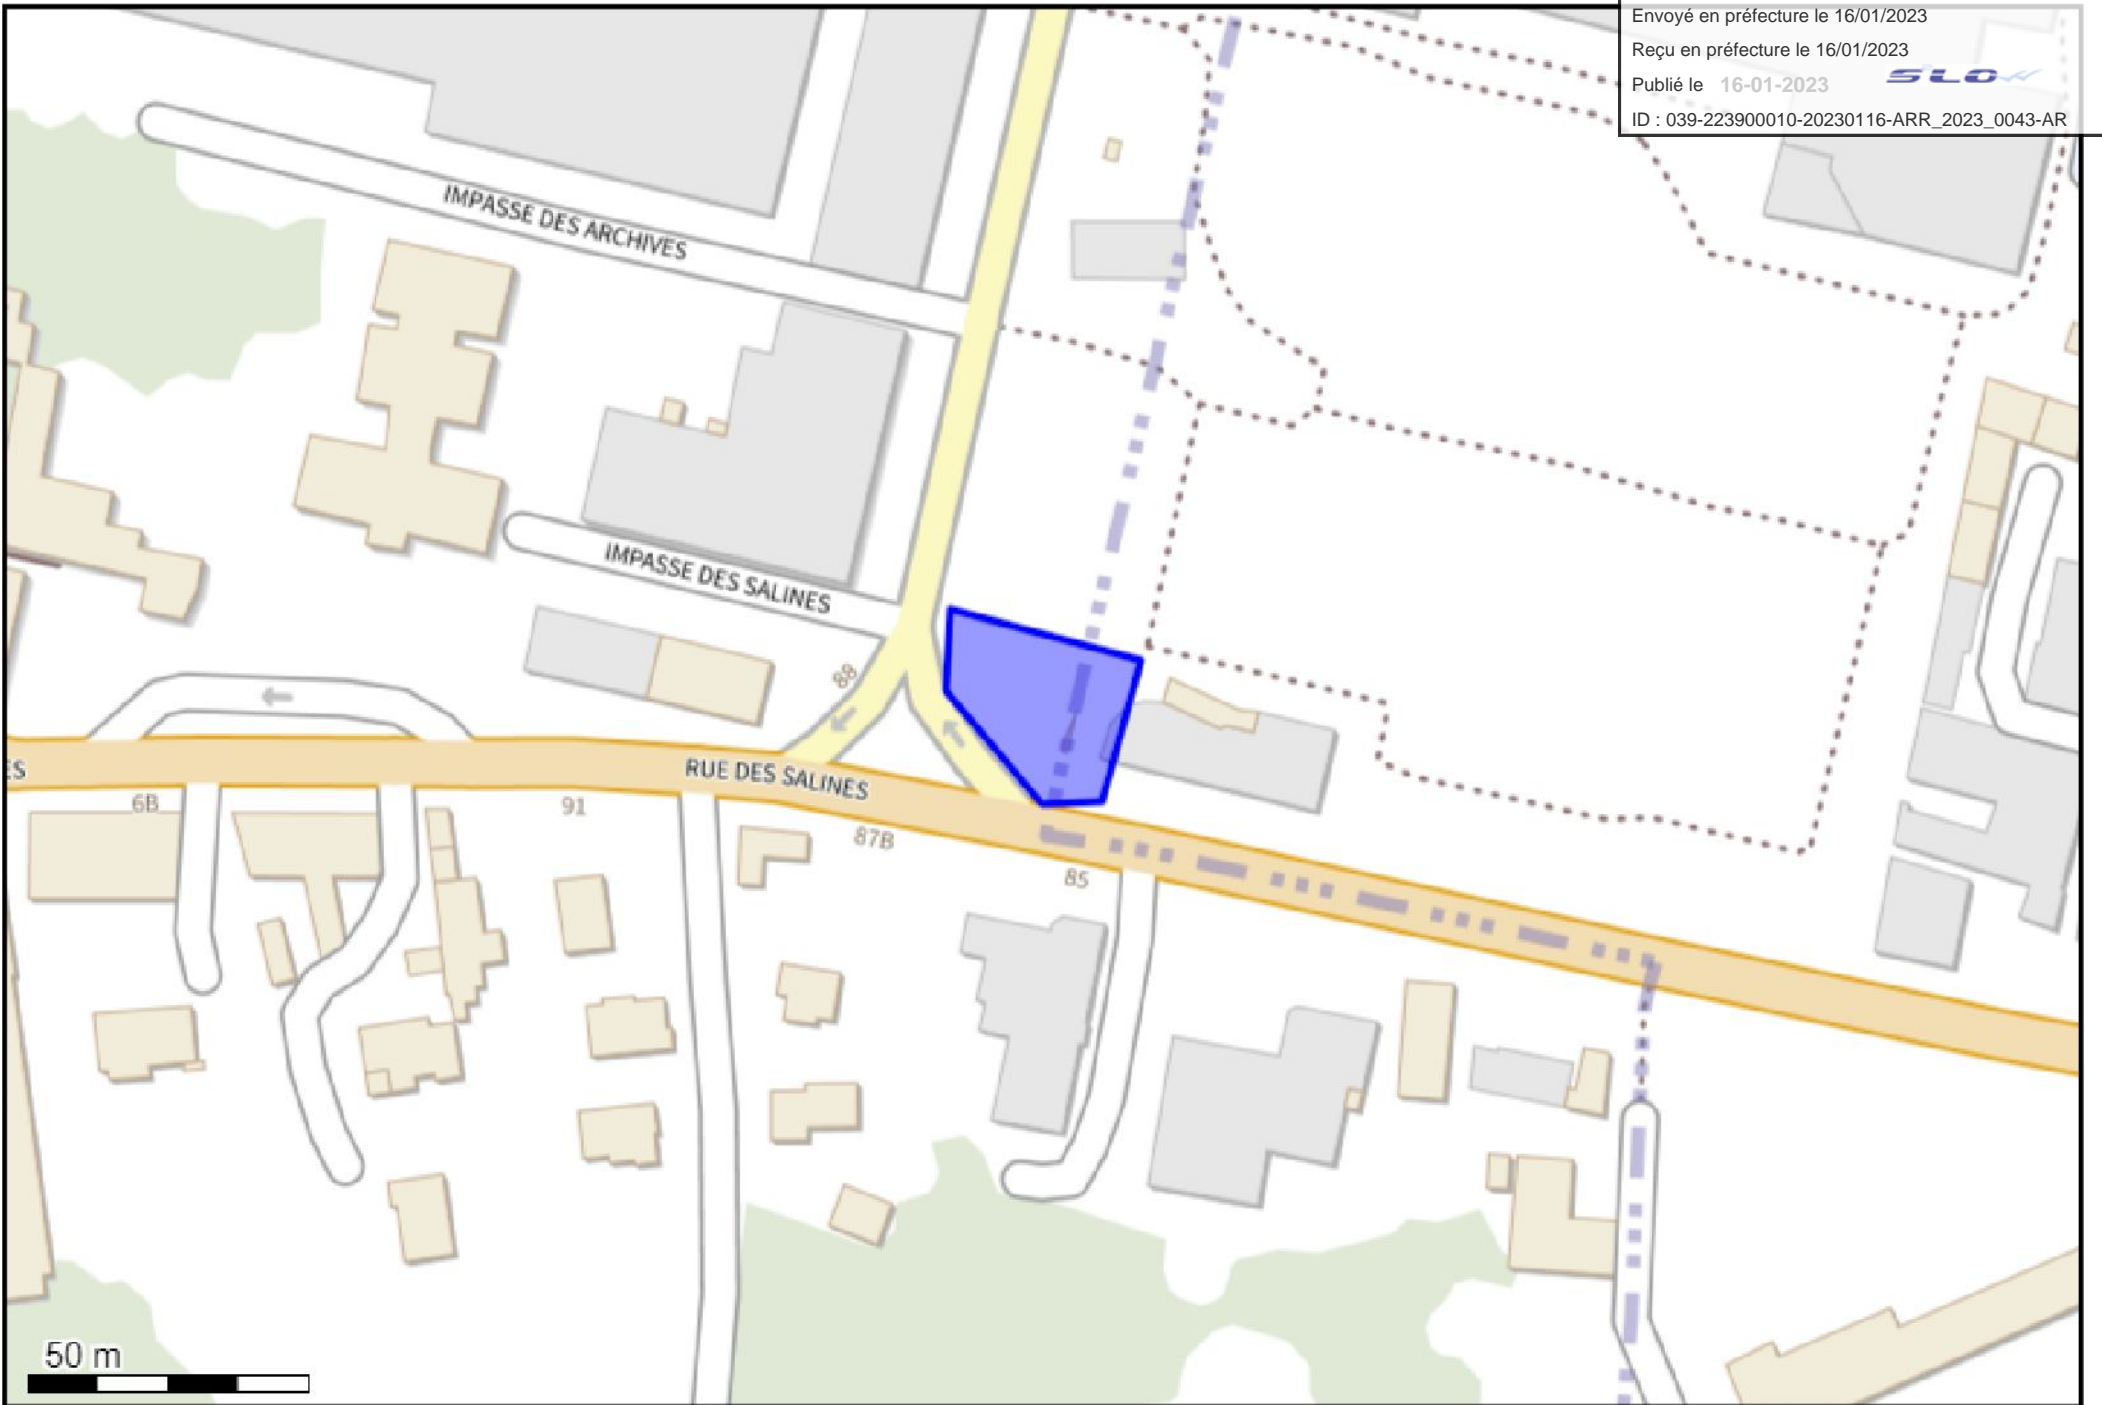 Envoyé en préfecture le 16/01/2023
Reçu en préfecture le 16/01/2023
Publié le 16-01-2023 S²LOW
ID : 039-223900010-20230116-ARR_2023_0043-AR
IMPASSE DES ARCHIVES
IMPASSE DES SALINES
88
ES
RUE DES SALINES
6B
91
87B
85
50 m